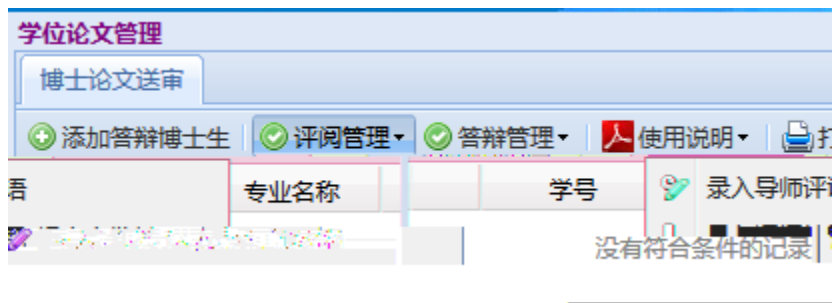 学位论文管理
博士论文送审
添加答辩博士生 评阅管理 答辩管理 使用说明
语 专业名称 学号 录入导师评
没有符合条件的记录